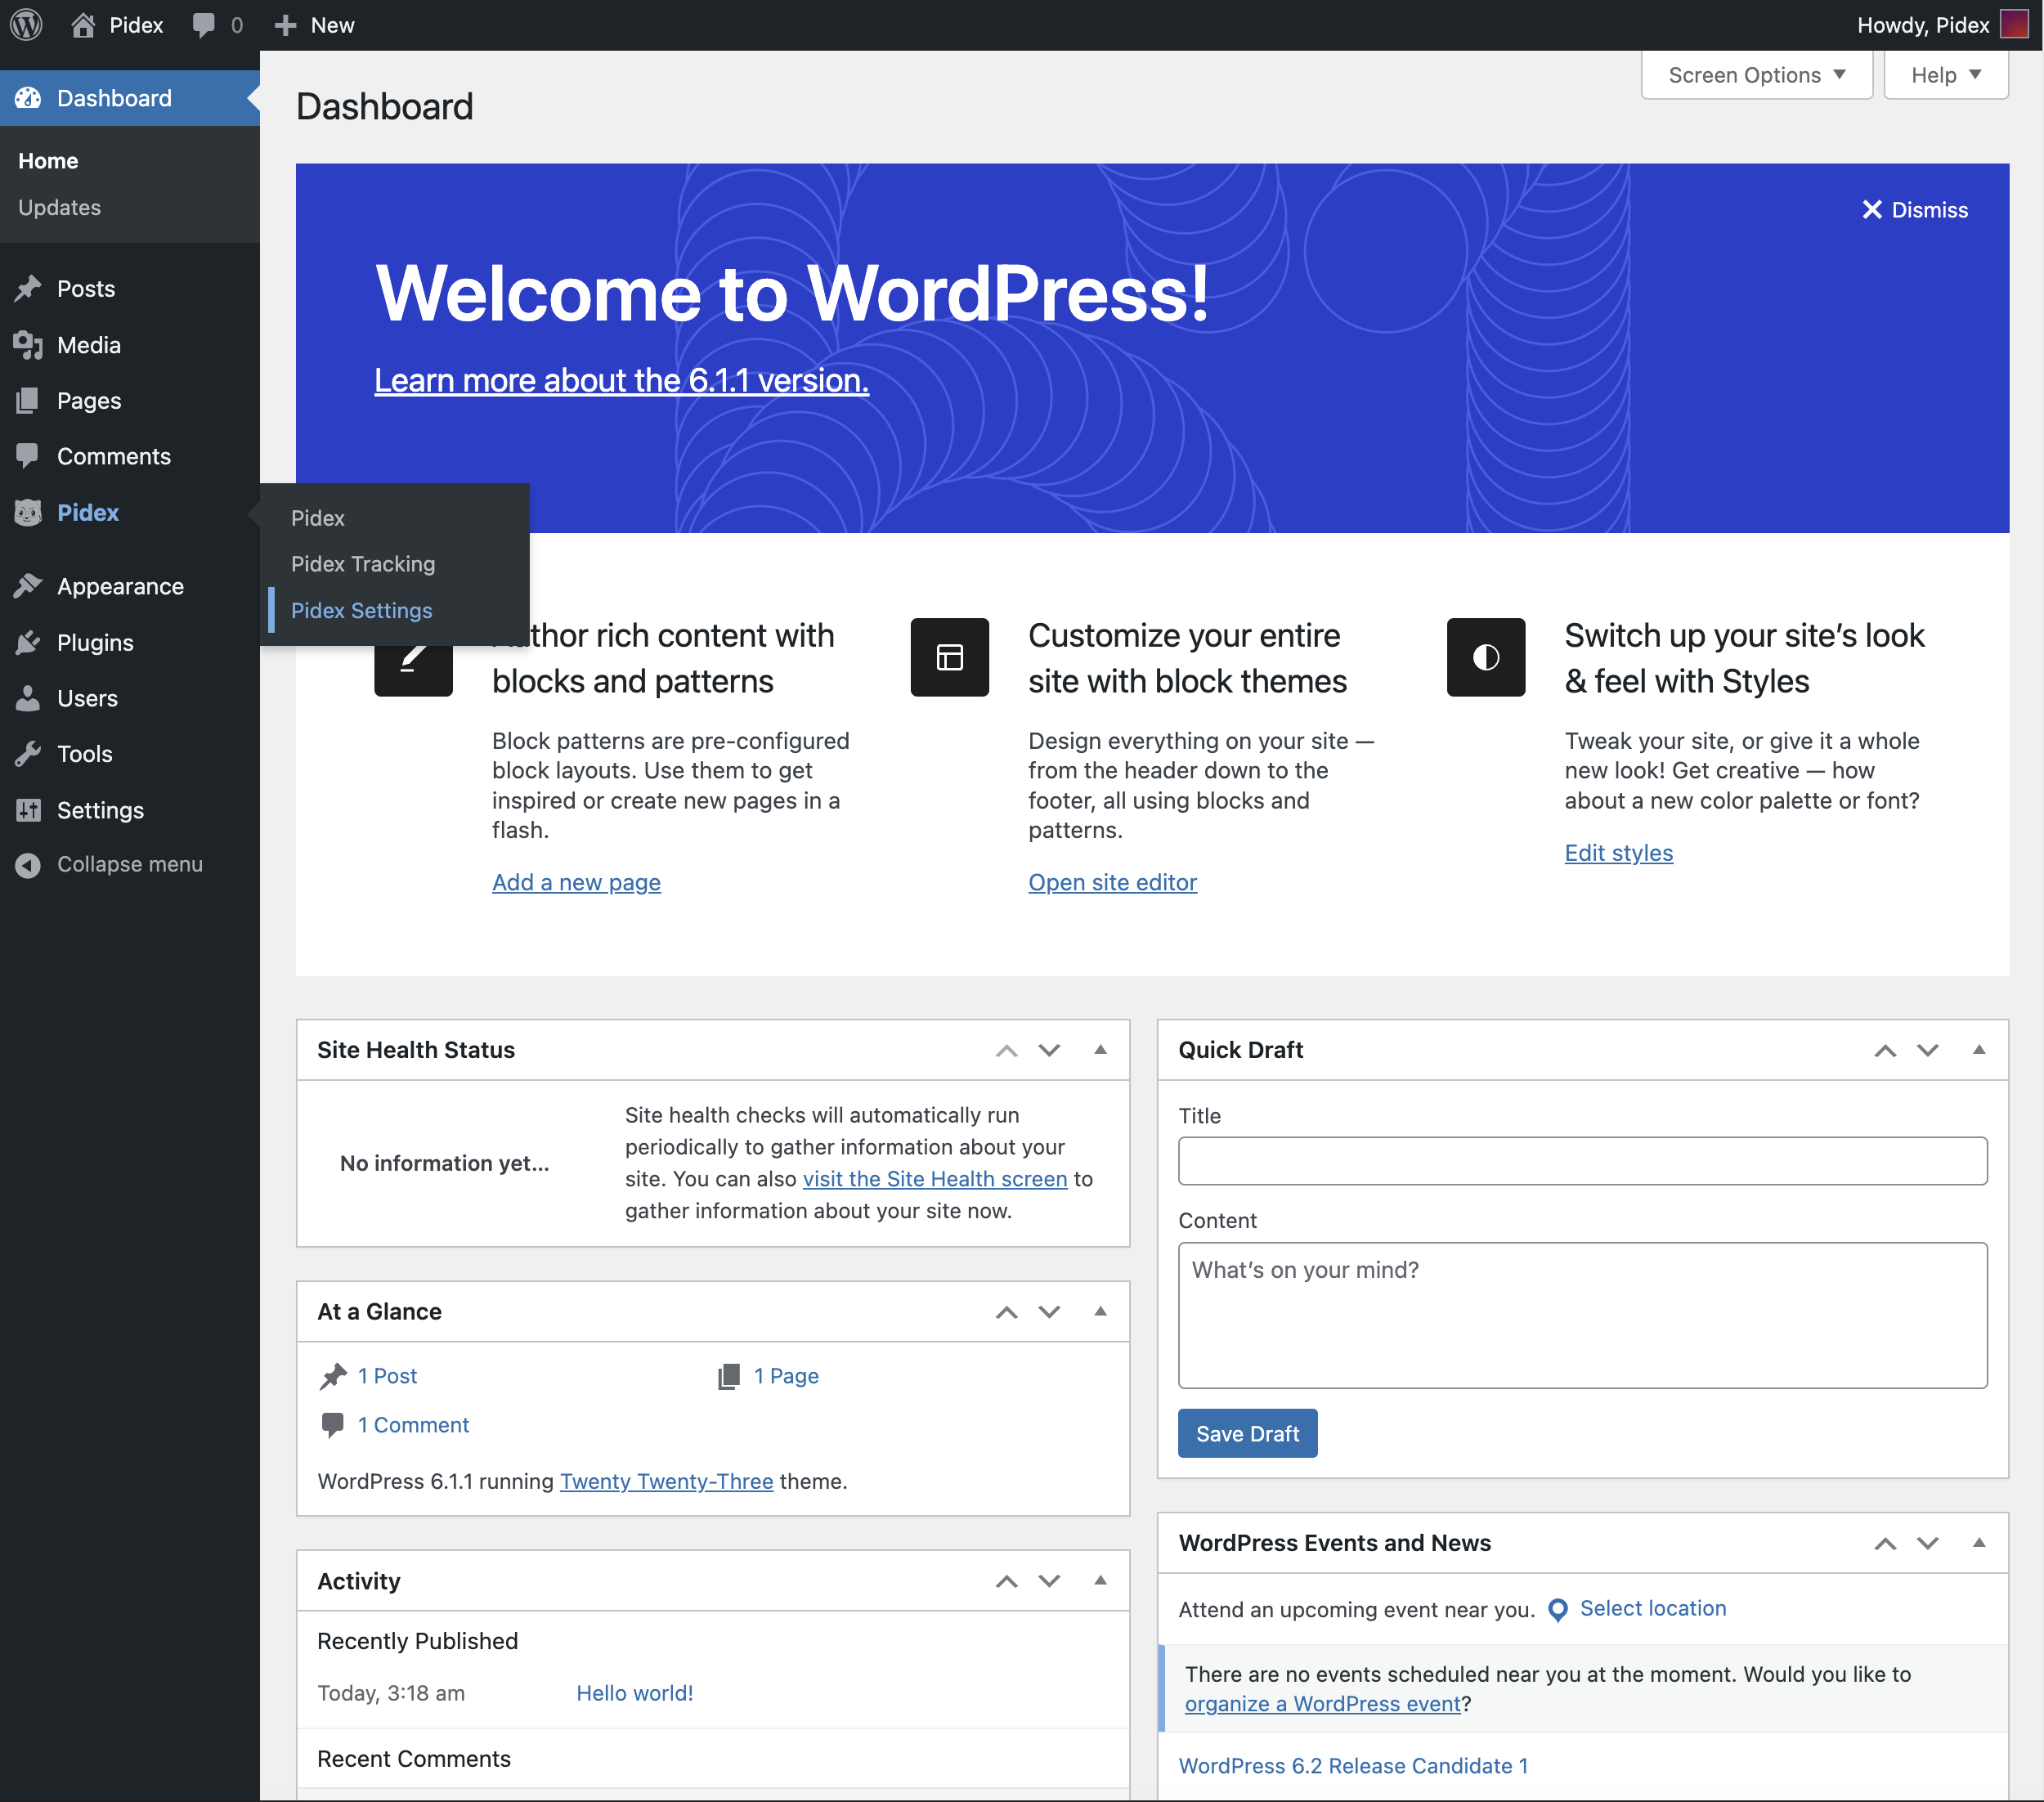 Pidex
0
New
Howdy, Pidex
Screen Options
Help
Dashboard
Home
Updates
Posts
Media
Pages
Comments
Pidex
Appearance
Plugins
Users
Tools
Settings
Collapse menu
Pidex
Pidex Tracking
Pidex Settings
Dashboard
Dismiss
Welcome to WordPress!
Learn more about the 6.1.1 version.
thor rich content with
blocks and patterns
Block patterns are pre-configured
block layouts. Use them to get
inspired or create new pages in a
flash.
Add a new page
Customize your entire
site with block themes
Design everything on your site —
from the header down to the
footer, all using blocks and
patterns.
Open site editor
Switch up your site’s look
& feel with Styles
Tweak your site, or give it a whole
new look! Get creative — how
about a new color palette or font?
Edit styles
Site Health Status
No information yet...
Site health checks will automatically run
periodically to gather information about your
site. You can also visit the Site Health screen to
gather information about your site now.
At a Glance
1 Post
1 Page
1 Comment
WordPress 6.1.1 running Twenty Twenty-Three theme.
Activity
Recently Published
Today, 3:18 am
Hello world!
Recent Comments
Quick Draft
Title
Content
What’s on your mind?
Save Draft
WordPress Events and News
Attend an upcoming event near you.
Select location
There are no events scheduled near you at the moment. Would you like to
organize a WordPress event?
WordPress 6.2 Release Candidate 1